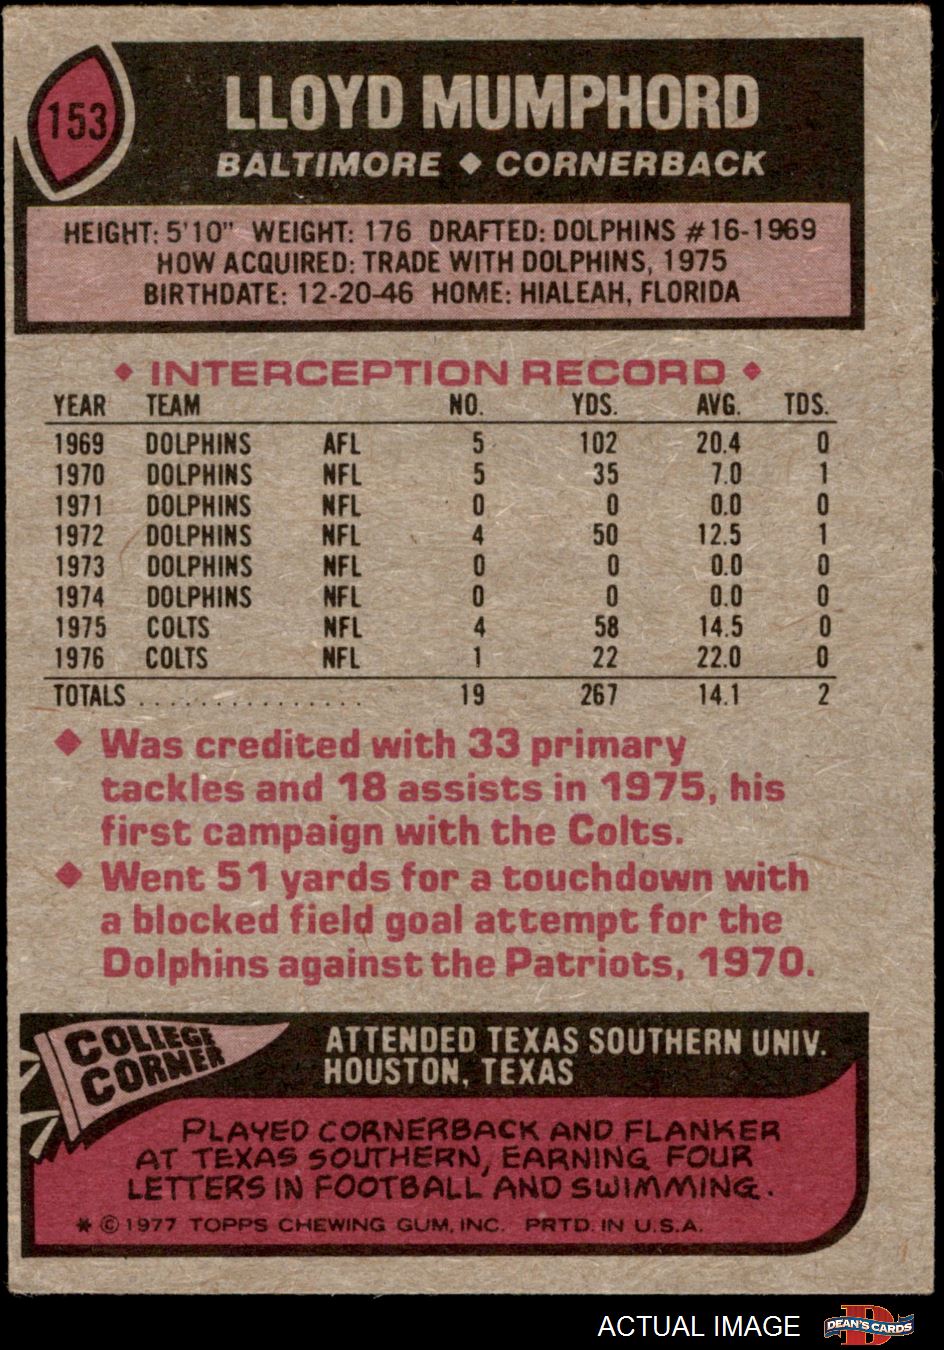 153
LLOYD MUMPHORD
BALTIMORE ♦ CORNERBACK
HEIGHT: 5'10" WEIGHT: 176 DRAFTED: DOLPHINS #16-1969
HOW ACQUIRED: TRADE WITH DOLPHINS, 1975
BIRTHDATE: 12-20-46 HOME: HIALEAH, FLORIDA
♦ INTERCEPTION RECORD ♦
YEAR TEAM NO. YDS. AVG. TDS.
1969 DOLPHINS AFL 5 102 20.4 0
1970 DOLPHINS NFL 5 35 7.0 1
1971 DOLPHINS NFL 0 0 0.0 0
1972 DOLPHINS NFL 4 50 12.5 1
1973 DOLPHINS NFL 0 0 0.0 0
1974 DOLPHINS NFL 0 0 0.0 0
1975 COLTS NFL 4 58 14.5 0
1976 COLTS NFL 1 22 22.0 0
TOTALS . . . . . . . . . . . . . . . 19 267 14.1 2
♦ Was credited with 33 primary
tackles and 18 assists in 1975, his
first campaign with the Colts.
♦ Went 51 yards for a touchdown with
a blocked field goal attempt for the
Dolphins against the Patriots, 1970.
COLLEGE
CORNER
ATTENDED TEXAS SOUTHERN UNIV.
HOUSTON, TEXAS
PLAYED CORNERBACK AND FLANKER
AT TEXAS SOUTHERN, EARNING FOUR
LETTERS IN FOOTBALL AND SWIMMING.
* © 1977 TOPPS CHEWING GUM, INC. PRTD. IN U.S.A.
ACTUAL IMAGE
D
DEAN'S CARDS